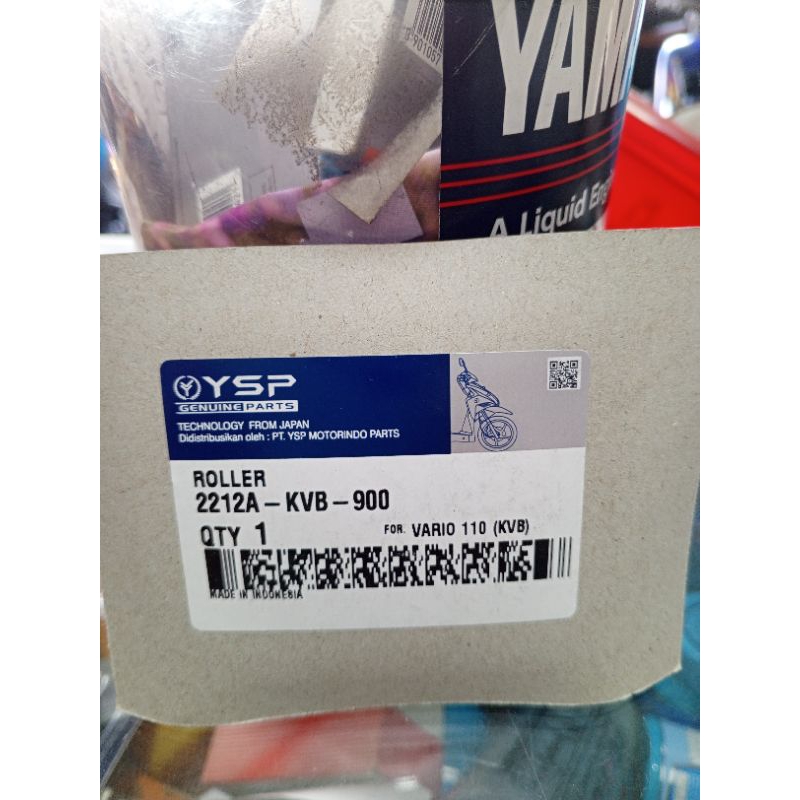 YAM
A Liquid En
YSP
GENUINE PARTS
TECHNOLOGY FROM JAPAN
Didistribusikan oleh : PT. YSP MOTORINDO PARTS
ROLLER
2212A-KVB-900
QTY 1
FOR. VARIO 110 (KVB)
MADE IN INDONESIA